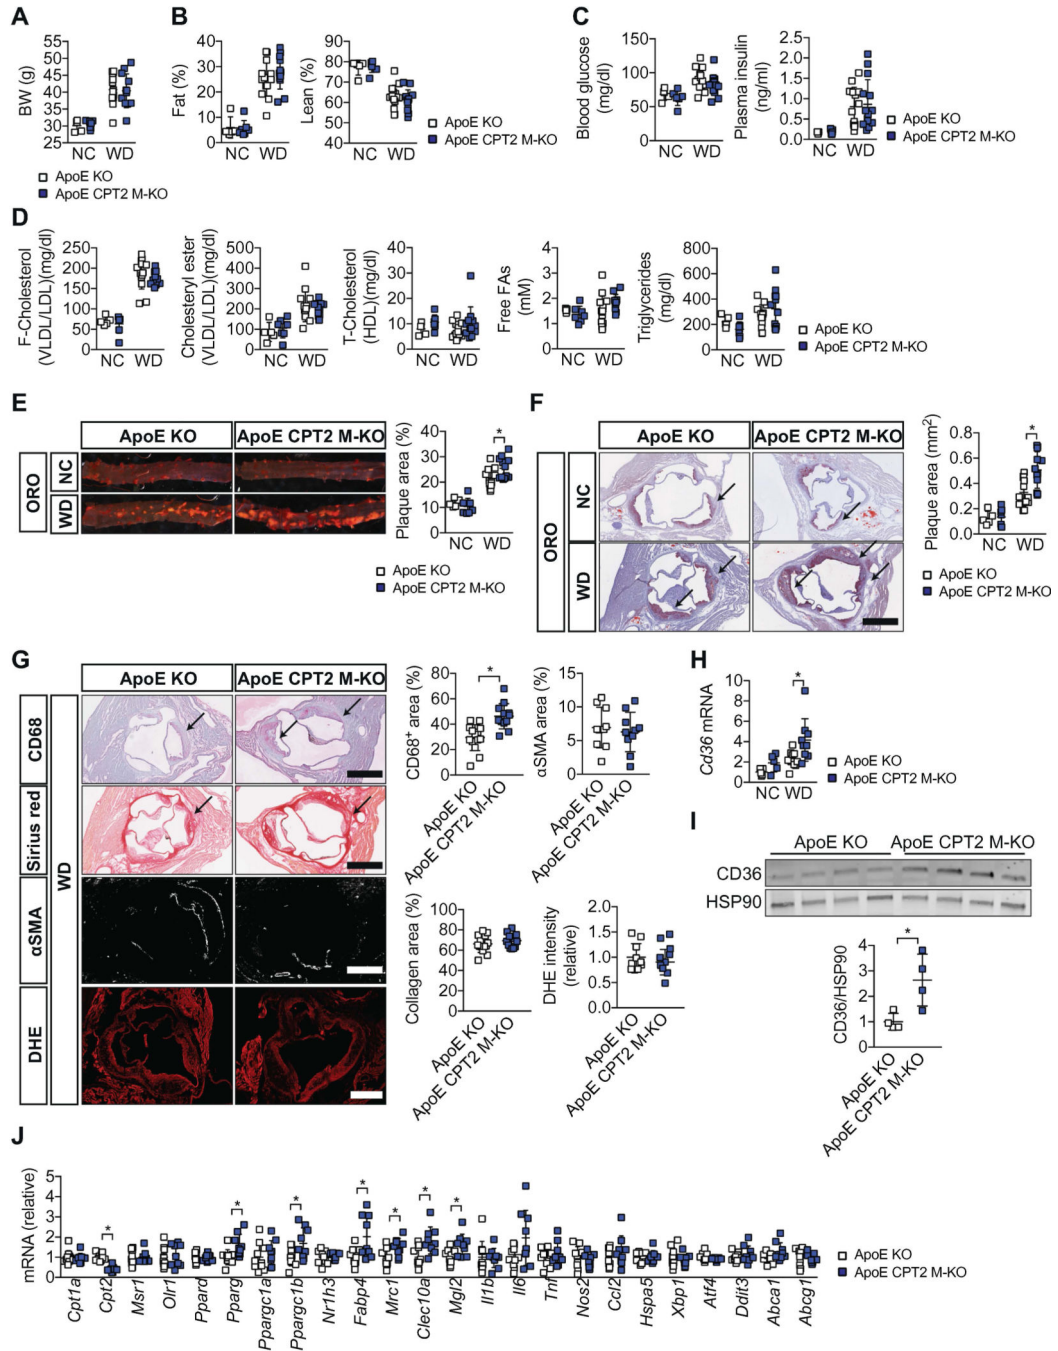 A
BW (g)
55
50
45
40
35
30
25
NC WD
ApoE KO
ApoE CPT2 M-KO
B
Fat (%)
40
30
20
10
0
NC WD
Lean (%)
90
80
70
60
50
40
NC WD
ApoE KO
ApoE CPT2 M-KO
C
Blood glucose
(mg/dl)
150
100
50
0
NC WD
Plasma insulin
(ng/ml)
2.5
2.0
1.5
1.0
0.5
0.0
NC WD
ApoE KO
ApoE CPT2 M-KO
D
F-Cholesterol
(VLDL/LDL)(mg/dl)
250
200
150
100
50
0
NC WD
Cholesteryl ester
(VLDL/LDL)(mg/dl)
500
400
300
200
100
0
NC WD
T-Cholesterol
(HDL)(mg/dl)
40
30
20
10
0
NC WD
Free FAs
(mM)
4
3
2
1
0
NC WD
Triglycerides
(mg/dl)
800
600
400
200
0
NC WD
ApoE KO
ApoE CPT2 M-KO
E
ApoE KO ApoE CPT2 M-KO
ORO
NC
WD
Plaque area (%)
40
30
20
10
0
*
NC WD
ApoE KO
ApoE CPT2 M-KO
F
ApoE KO ApoE CPT2 M-KO
ORO
NC
WD
Plaque area (mm²)
0.8
0.6
0.4
0.2
0.0
*
NC WD
ApoE KO
ApoE CPT2 M-KO
G
ApoE KO ApoE CPT2 M-KO
WD
CD68
Sirius red
αSMA
DHE
CD68⁺ area (%)
80
60
40
20
0
*
ApoE KO
ApoE CPT2 M-KO
αSMA area (%)
15
10
5
0
ApoE KO
ApoE CPT2 M-KO
Collagen area (%)
100
80
60
40
20
0
ApoE KO
ApoE CPT2 M-KO
DHE intensity
(relative)
2.0
1.5
1.0
0.5
0.0
ApoE KO
ApoE CPT2 M-KO
H
Cd36 mRNA
10
8
6
4
2
0
*
NC WD
ApoE KO
ApoE CPT2 M-KO
I
ApoE KO ApoE CPT2 M-KO
CD36
HSP90
CD36/HSP90
4
3
2
1
0
*
ApoE KO
ApoE CPT2 M-KO
J
mRNA (relative)
5
4
3
2
1
0
* * * * * * *
Cpt1a
Cpt2
Msr1
Olr1
Ppard
Pparg
Ppargc1a
Ppargc1b
Nr1h3
Fabp4
Mrc1
Clec10a
Mgl2
Il1b
Il6
Tnf
Nos2
Ccl2
Hspa5
Xbp1
Atf4
Ddit3
Abca1
Abcg1
ApoE KO
ApoE CPT2 M-KO